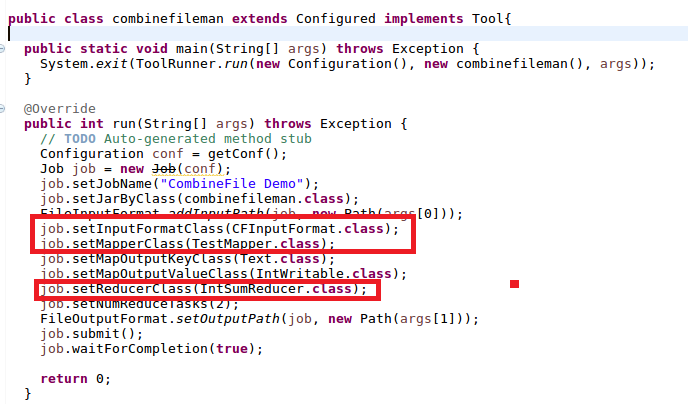 public class combinefileman extends Configured implements Tool{
public static void main(String[] args) throws Exception {
System.exit(ToolRunner.run(new Configuration(), new combinefileman(), args));
}
@Override
public int run(String[] args) throws Exception {
// TODO Auto-generated method stub
Configuration conf = getConf();
Job job = new Job(conf);
job.setJobName("CombineFile Demo");
job.setJarByClass(combinefileman.class);
FileInputFormat.addInputPath(job, new Path(args[0]));
job.setInputFormatClass(CFInputFormat.class);
job.setMapperClass(TestMapper.class);
job.setMapOutputKeyClass(Text.class);
job.setMapOutputValueClass(IntWritable.class);
job.setReducerClass(IntSumReducer.class);
job.setNumReduceTasks(2);
FileOutputFormat.setOutputPath(job, new Path(args[1]));
job.submit();
job.waitForCompletion(true);
return 0;
}